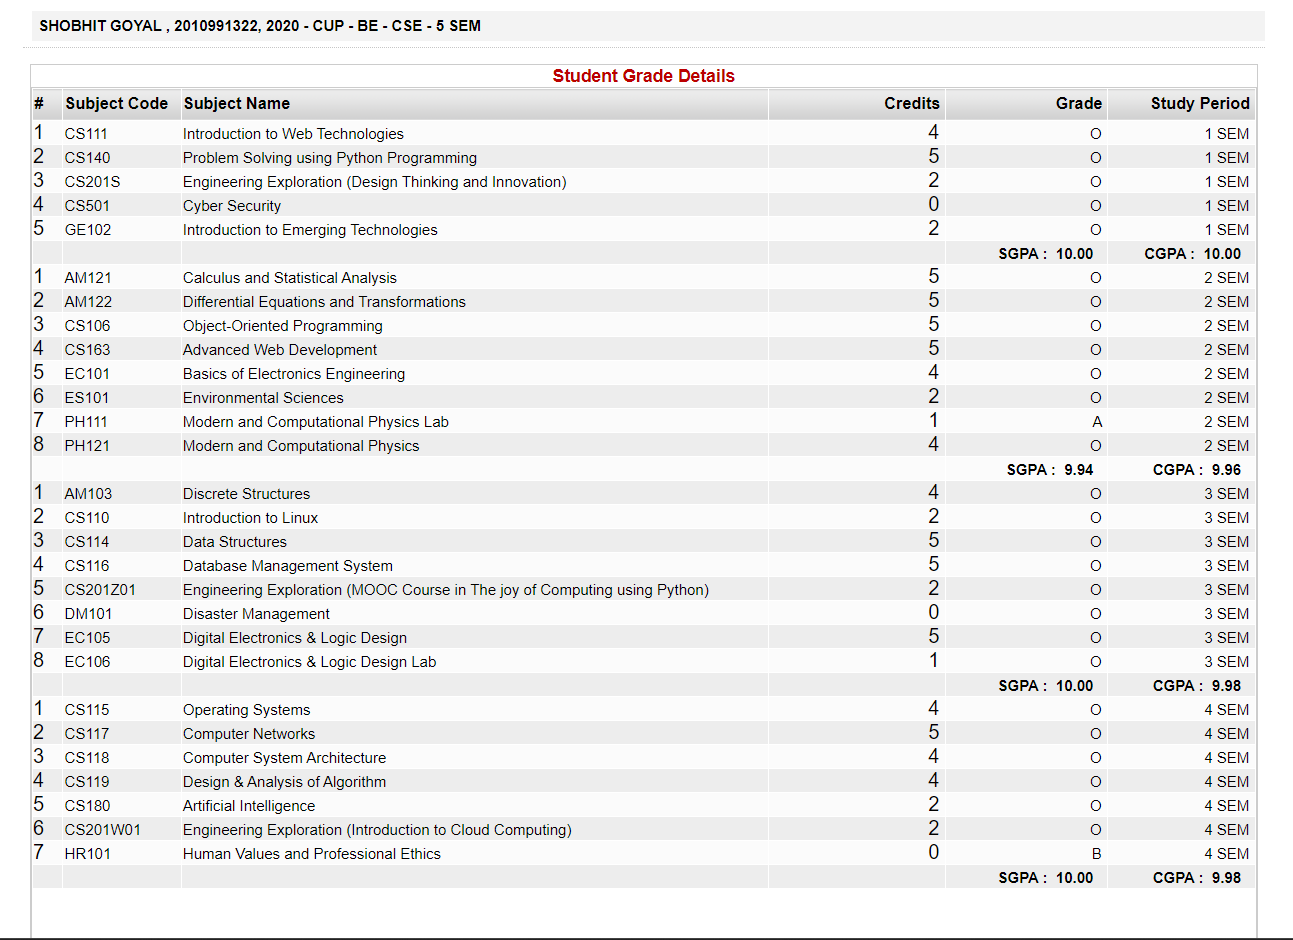 SHOBHIT GOYAL , 2010991322, 2020 - CUP - BE - CSE - 5 SEM
Student Grade Details
# Subject Code Subject Name Credits Grade Study Period
1 CS111 Introduction to Web Technologies 4 O 1 SEM
2 CS140 Problem Solving using Python Programming 5 O 1 SEM
3 CS201S Engineering Exploration (Design Thinking and Innovation) 2 O 1 SEM
4 CS501 Cyber Security 0 O 1 SEM
5 GE102 Introduction to Emerging Technologies 2 O 1 SEM
SGPA : 10.00 CGPA : 10.00
1 AM121 Calculus and Statistical Analysis 5 O 2 SEM
2 AM122 Differential Equations and Transformations 5 O 2 SEM
3 CS106 Object-Oriented Programming 5 O 2 SEM
4 CS163 Advanced Web Development 5 O 2 SEM
5 EC101 Basics of Electronics Engineering 4 O 2 SEM
6 ES101 Environmental Sciences 2 O 2 SEM
7 PH111 Modern and Computational Physics Lab 1 A 2 SEM
8 PH121 Modern and Computational Physics 4 O 2 SEM
SGPA : 9.94 CGPA : 9.96
1 AM103 Discrete Structures 4 O 3 SEM
2 CS110 Introduction to Linux 2 O 3 SEM
3 CS114 Data Structures 5 O 3 SEM
4 CS116 Database Management System 5 O 3 SEM
5 CS201Z01 Engineering Exploration (MOOC Course in The joy of Computing using Python) 2 O 3 SEM
6 DM101 Disaster Management 0 O 3 SEM
7 EC105 Digital Electronics & Logic Design 5 O 3 SEM
8 EC106 Digital Electronics & Logic Design Lab 1 O 3 SEM
SGPA : 10.00 CGPA : 9.98
1 CS115 Operating Systems 4 O 4 SEM
2 CS117 Computer Networks 5 O 4 SEM
3 CS118 Computer System Architecture 4 O 4 SEM
4 CS119 Design & Analysis of Algorithm 4 O 4 SEM
5 CS180 Artificial Intelligence 2 O 4 SEM
6 CS201W01 Engineering Exploration (Introduction to Cloud Computing) 2 O 4 SEM
7 HR101 Human Values and Professional Ethics 0 B 4 SEM
SGPA : 10.00 CGPA : 9.98